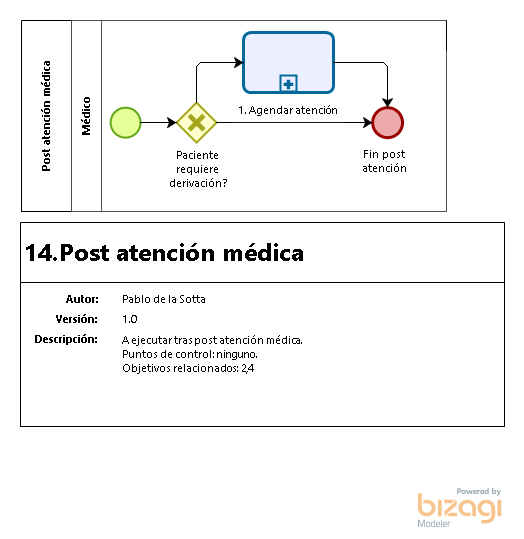 Post atención médica
Médico
1. Agendar atención
Paciente
requiere
derivación?
Fin post
atención
14.Post atención médica
Autor: Pablo de la Sotta
Versión: 1.0
Descripción: A ejecutar tras post atención médica.
Puntos de control: ninguno.
Objetivos relacionados: 2,4
Powered by
bizagi
Modeler